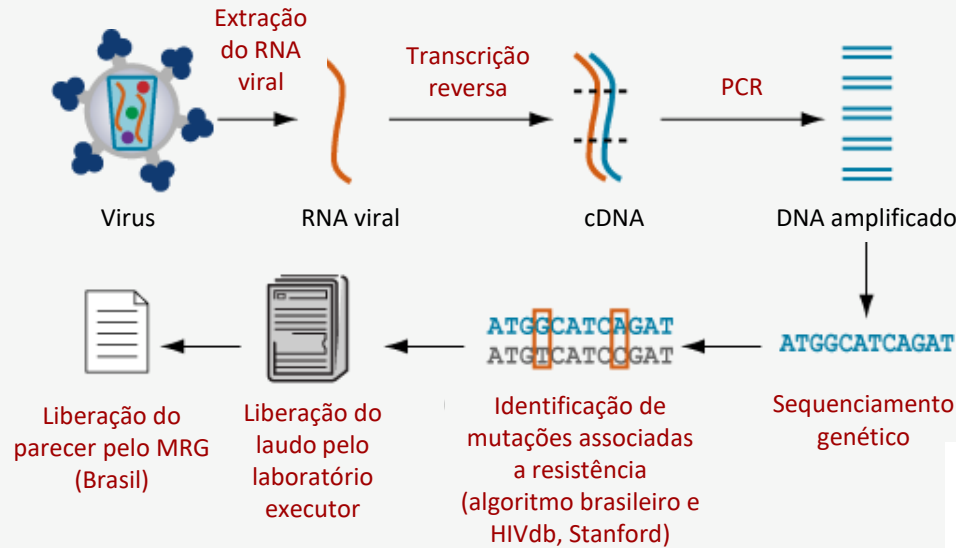 Extração
do RNA
viral
Transcrição
reversa
PCR
Virus
RNA viral
cDNA
DNA amplificado
ATGGCATCAGAT
ATGTCATCCGAT
ATGGCATCAGAT
Liberação do
parecer pelo MRG
(Brasil)
Liberação do
laudo pelo
laboratório
executor
Identificação de
mutações associadas
a resistência
(algoritmo brasileiro e
HIVdb, Stanford)
Sequenciamento
genético